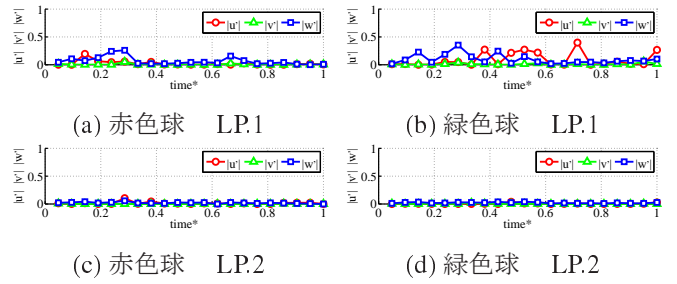 |u'| |v'| |w'|
1
0.5
0
|u'| |v'| |w'|
0 0.2 0.4 0.6 0.8 1
time*
(a) 赤色球 LP.1
|u'| |v'| |w'|
1
0.5
0
|u'| |v'| |w'|
0 0.2 0.4 0.6 0.8 1
time*
(b) 緑色球 LP.1
|u'| |v'| |w'|
1
0.5
0
|u'| |v'| |w'|
0 0.2 0.4 0.6 0.8 1
time*
(c) 赤色球 LP.2
|u'| |v'| |w'|
1
0.5
0
|u'| |v'| |w'|
0 0.2 0.4 0.6 0.8 1
time*
(d) 緑色球 LP.2